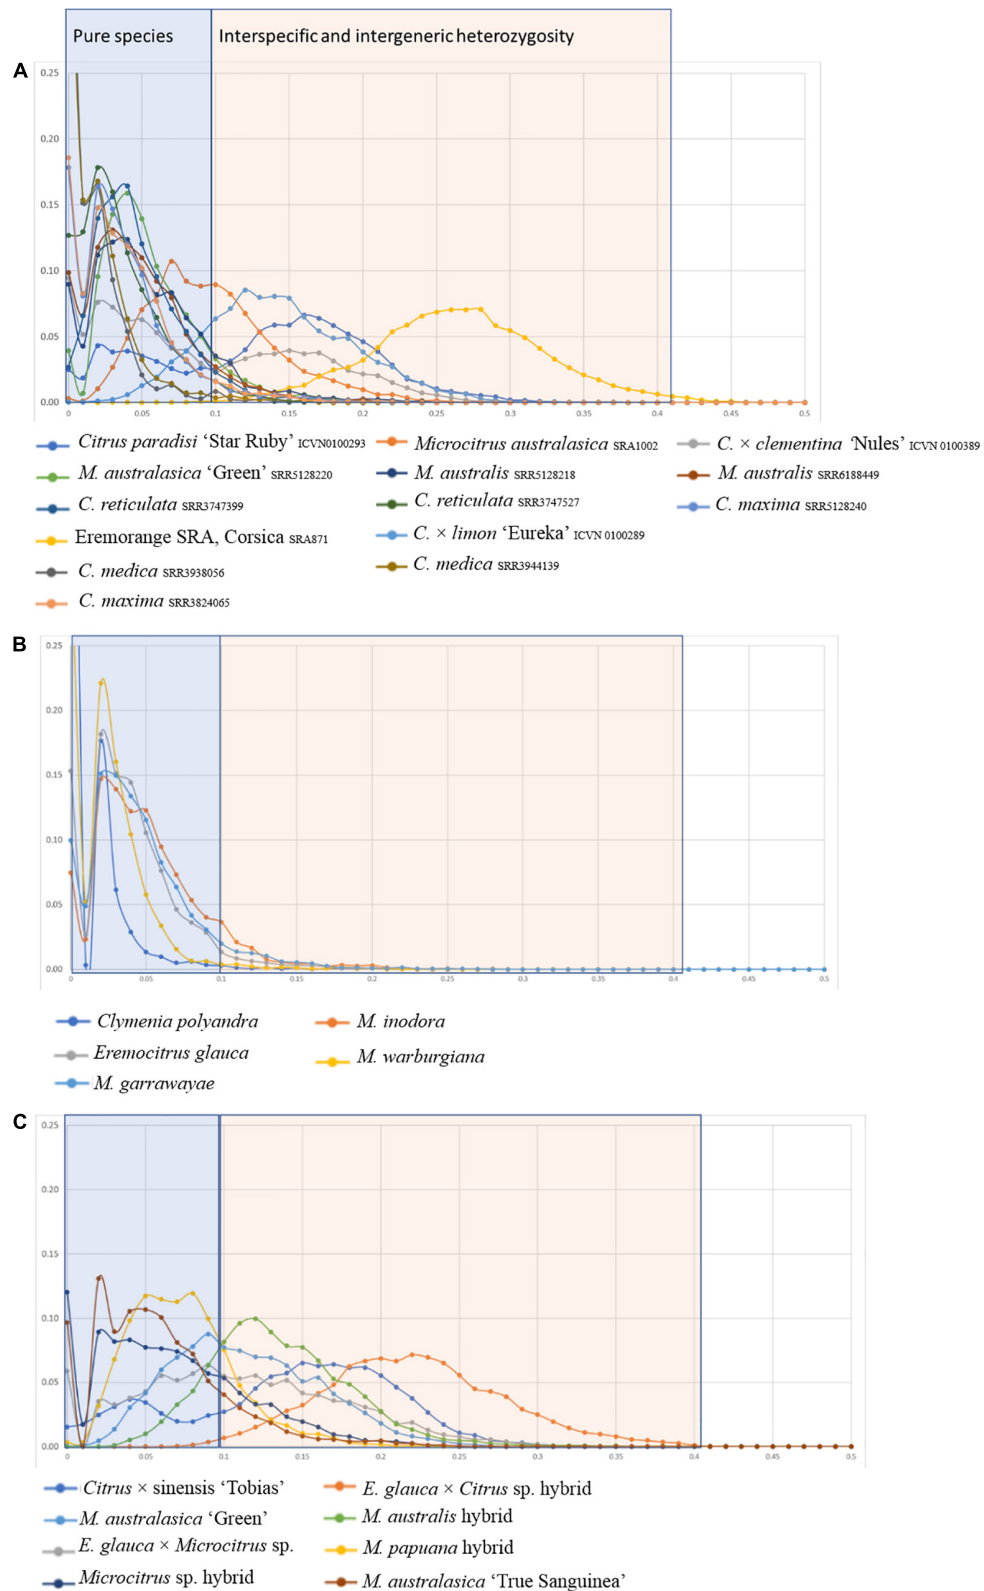 Pure species
Interspecific and intergeneric heterozygosity
A
0.25
0.20
0.15
0.10
0.05
0.00
0 0.05 0.1 0.15 0.2 0.25 0.3 0.35 0.4 0.45 0.5
Citrus paradisi ‘Star Ruby’ ICVN0100293
Microcitrus australasica SRA1002
C. × clementina ‘Nules’ ICVN 0100389
M. australasica ‘Green’ SRR5128220
M. australis SRR5128218
M. australis SRR6188449
C. reticulata SRR3747399
C. reticulata SRR3747527
C. maxima SRR5128240
Eremorange SRA, Corsica SRA871
C. × limon ‘Eureka’ ICVN 0100289
C. medica SRR3938056
C. medica SRR3944139
C. maxima SRR3824065
B
0.25
0.20
0.15
0.10
0.05
0.00
0 0.05 0.1 0.15 0.2 0.25 0.3 0.35 0.4 0.45 0.5
Clymenia polyandra
M. inodora
Eremocitrus glauca
M. warburgiana
M. garrawayae
C
0.25
0.20
0.15
0.10
0.05
0.00
0 0.05 0.1 0.15 0.2 0.25 0.3 0.35 0.4 0.45 0.5
Citrus × sinensis ‘Tobias’
E. glauca × Citrus sp. hybrid
M. australasica ‘Green’
M. australis hybrid
E. glauca × Microcitrus sp.
M. papuana hybrid
Microcitrus sp. hybrid
M. australasica ‘True Sanguinea’